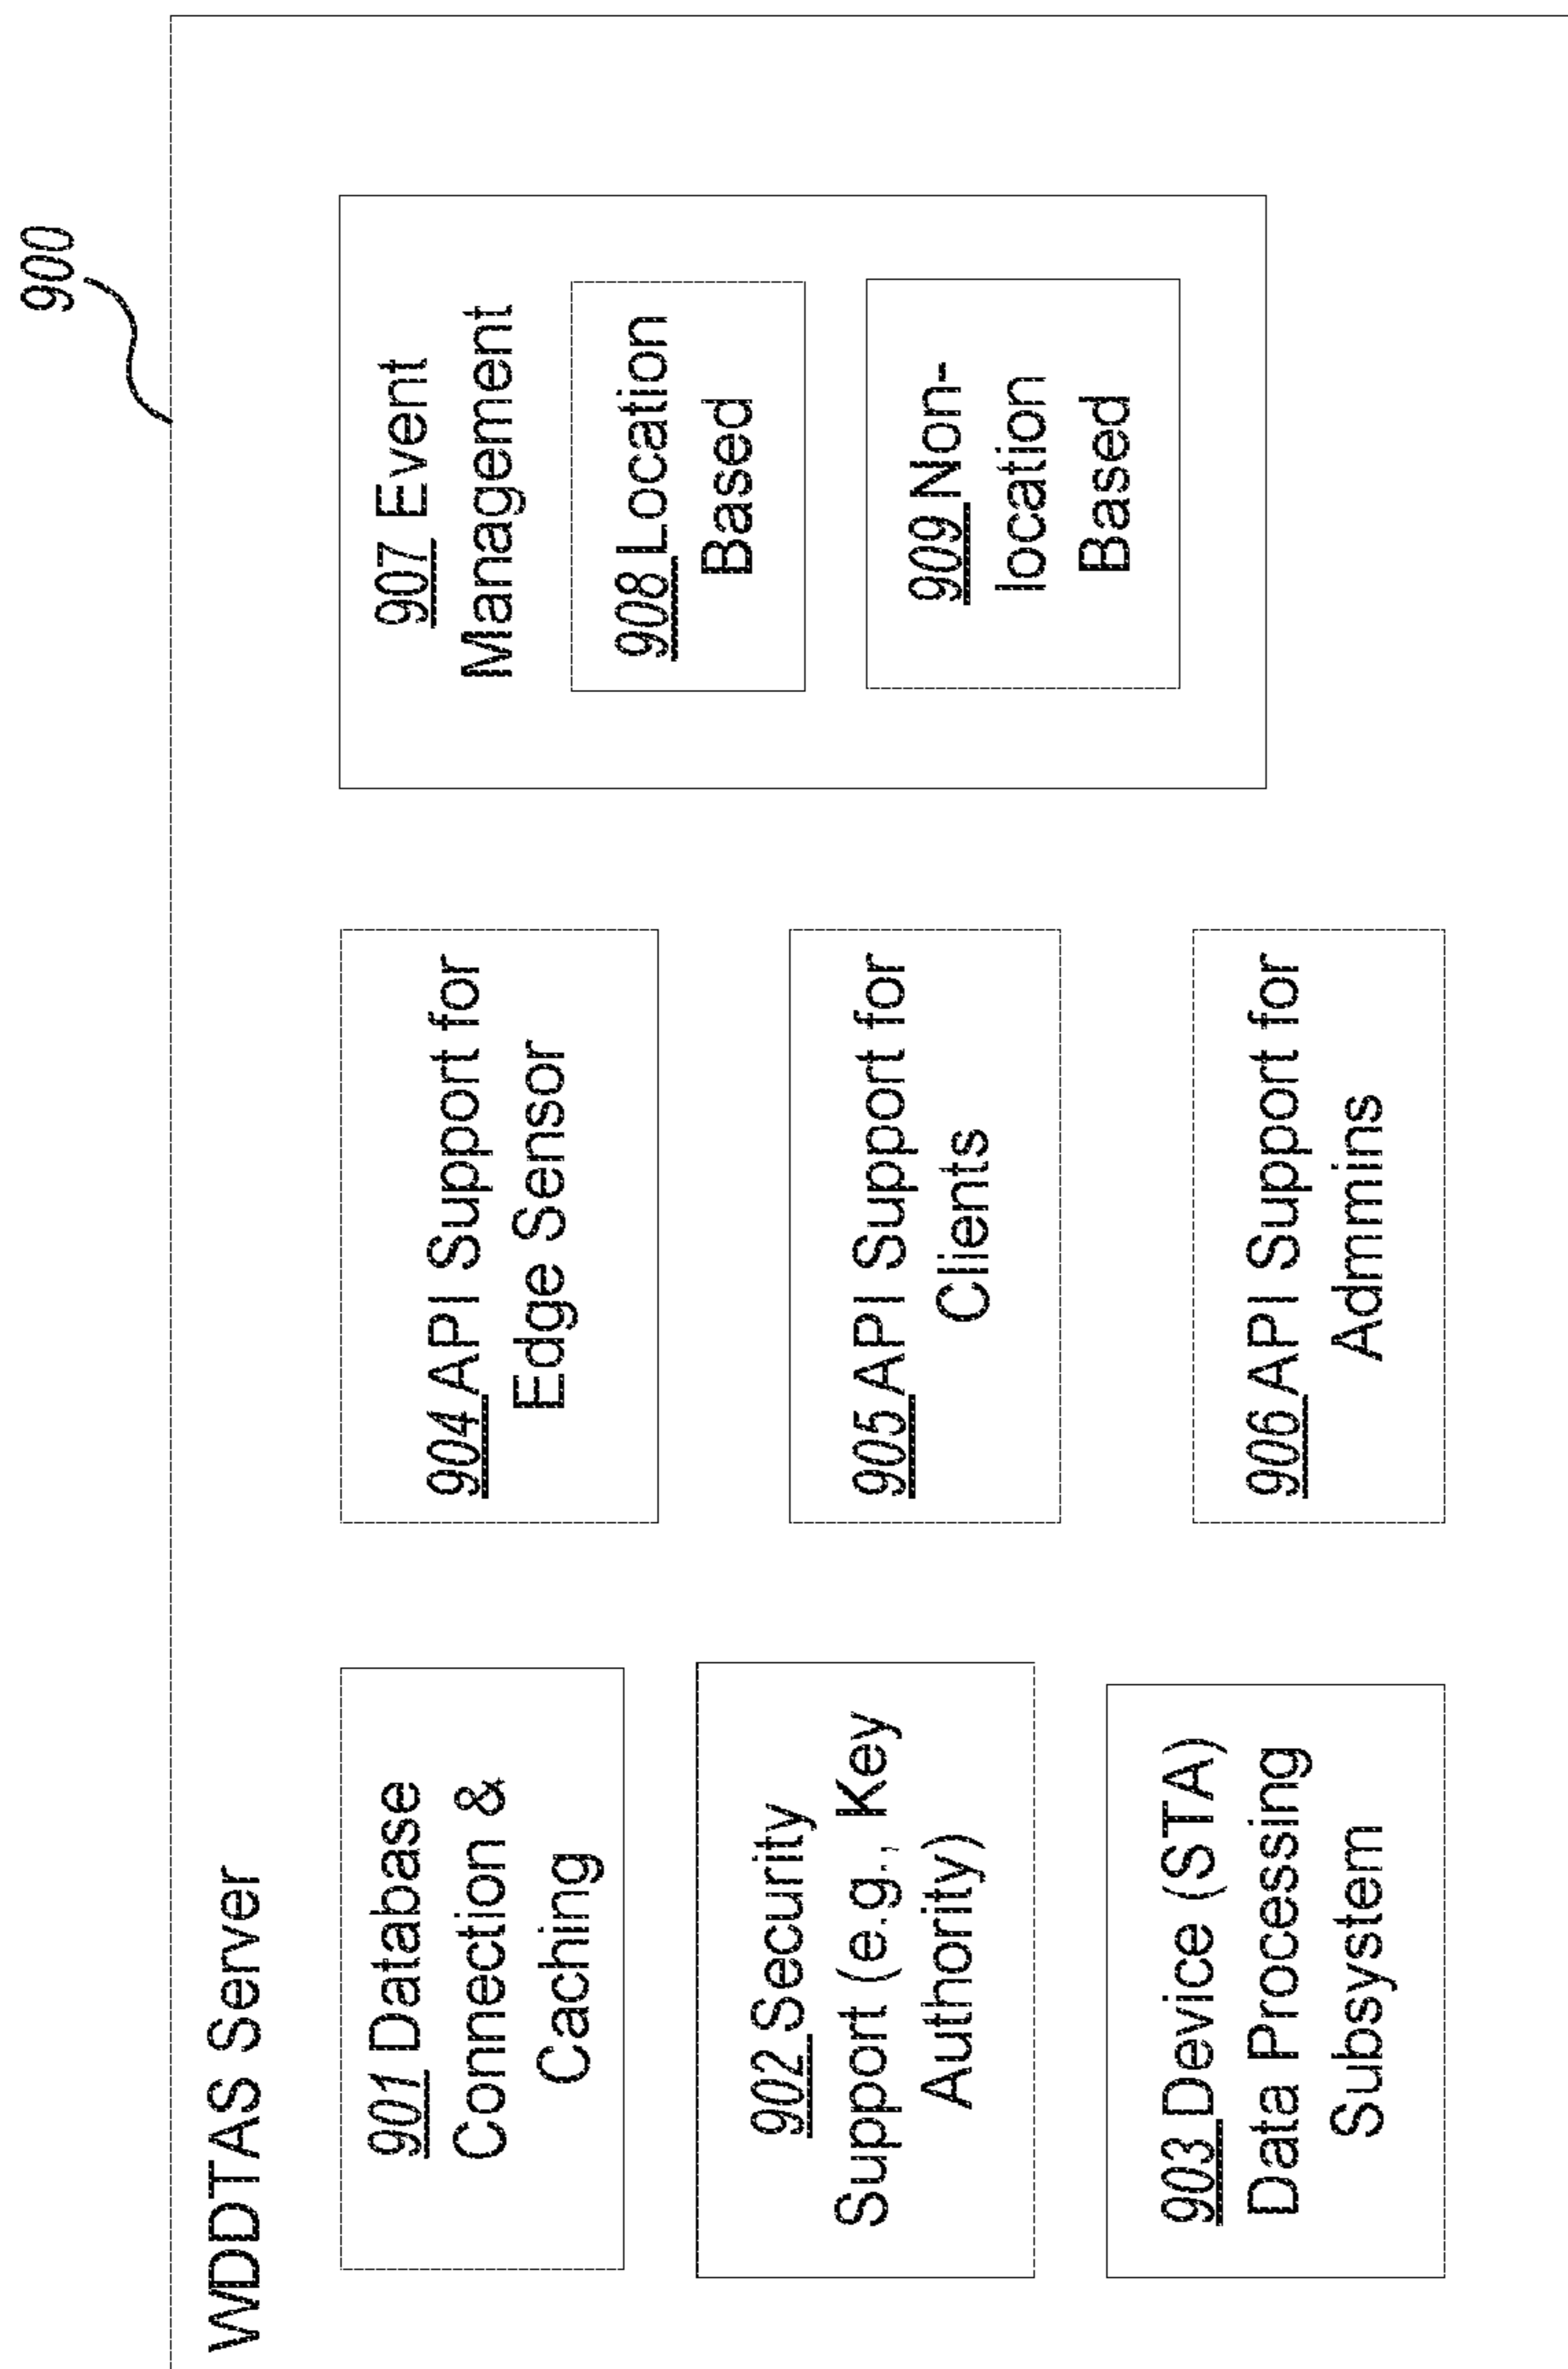 900
WDDTAS Server
901 Database
Connection &
Caching
902 Security
Support (e.g., Key
Authority)
903 Device (STA)
Data Processing
Subsystem
904 API Support for
Edge Sensor
905 API Support for
Clients
906 API Support for
Admins
907 Event
Management
908 Location
Based
909 Non-
location
Based